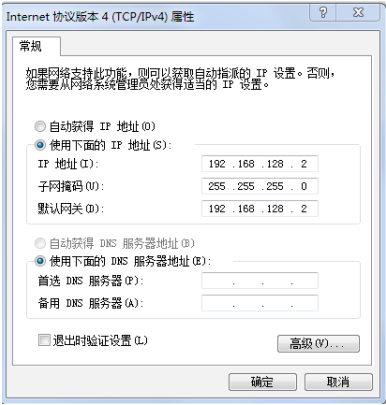 Internet 协议版本 4 (TCP/IPv4) 属性
常规
如果网络支持此功能，则可以获取自动指派的 IP 设置。否则，
您需要从网络系统管理员处获得适当的 IP 设置。
自动获得 IP 地址(O)
使用下面的 IP 地址(S):
IP 地址(I): 192 .168 .128 . 2
子网掩码(U): 255 .255 .255 . 0
默认网关(D): 192 .168 .128 . 2
自动获得 DNS 服务器地址(B)
使用下面的 DNS 服务器地址(E):
首选 DNS 服务器(P): . . .
备用 DNS 服务器(A): . . .
退出时验证设置(L)
高级(V)...
确定 取消